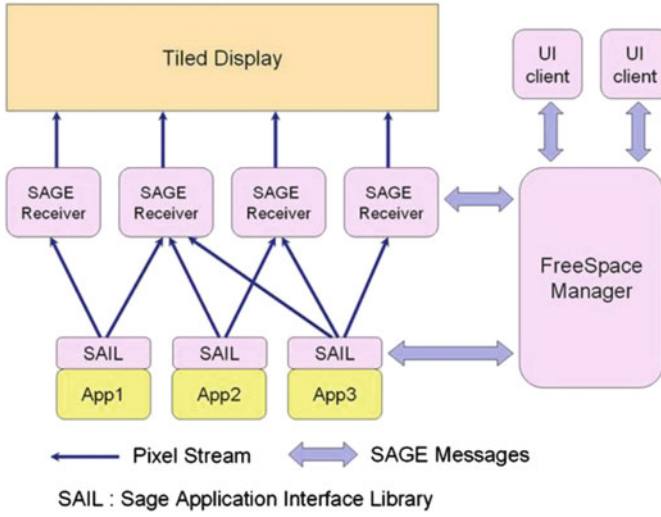 Tiled Display
UI
client
UI
client
SAGE
Receiver
SAGE
Receiver
SAGE
Receiver
SAGE
Receiver
FreeSpace
Manager
SAIL
SAIL
SAIL
App1
App2
App3
Pixel Stream
SAGE Messages
SAIL : Sage Application Interface Library